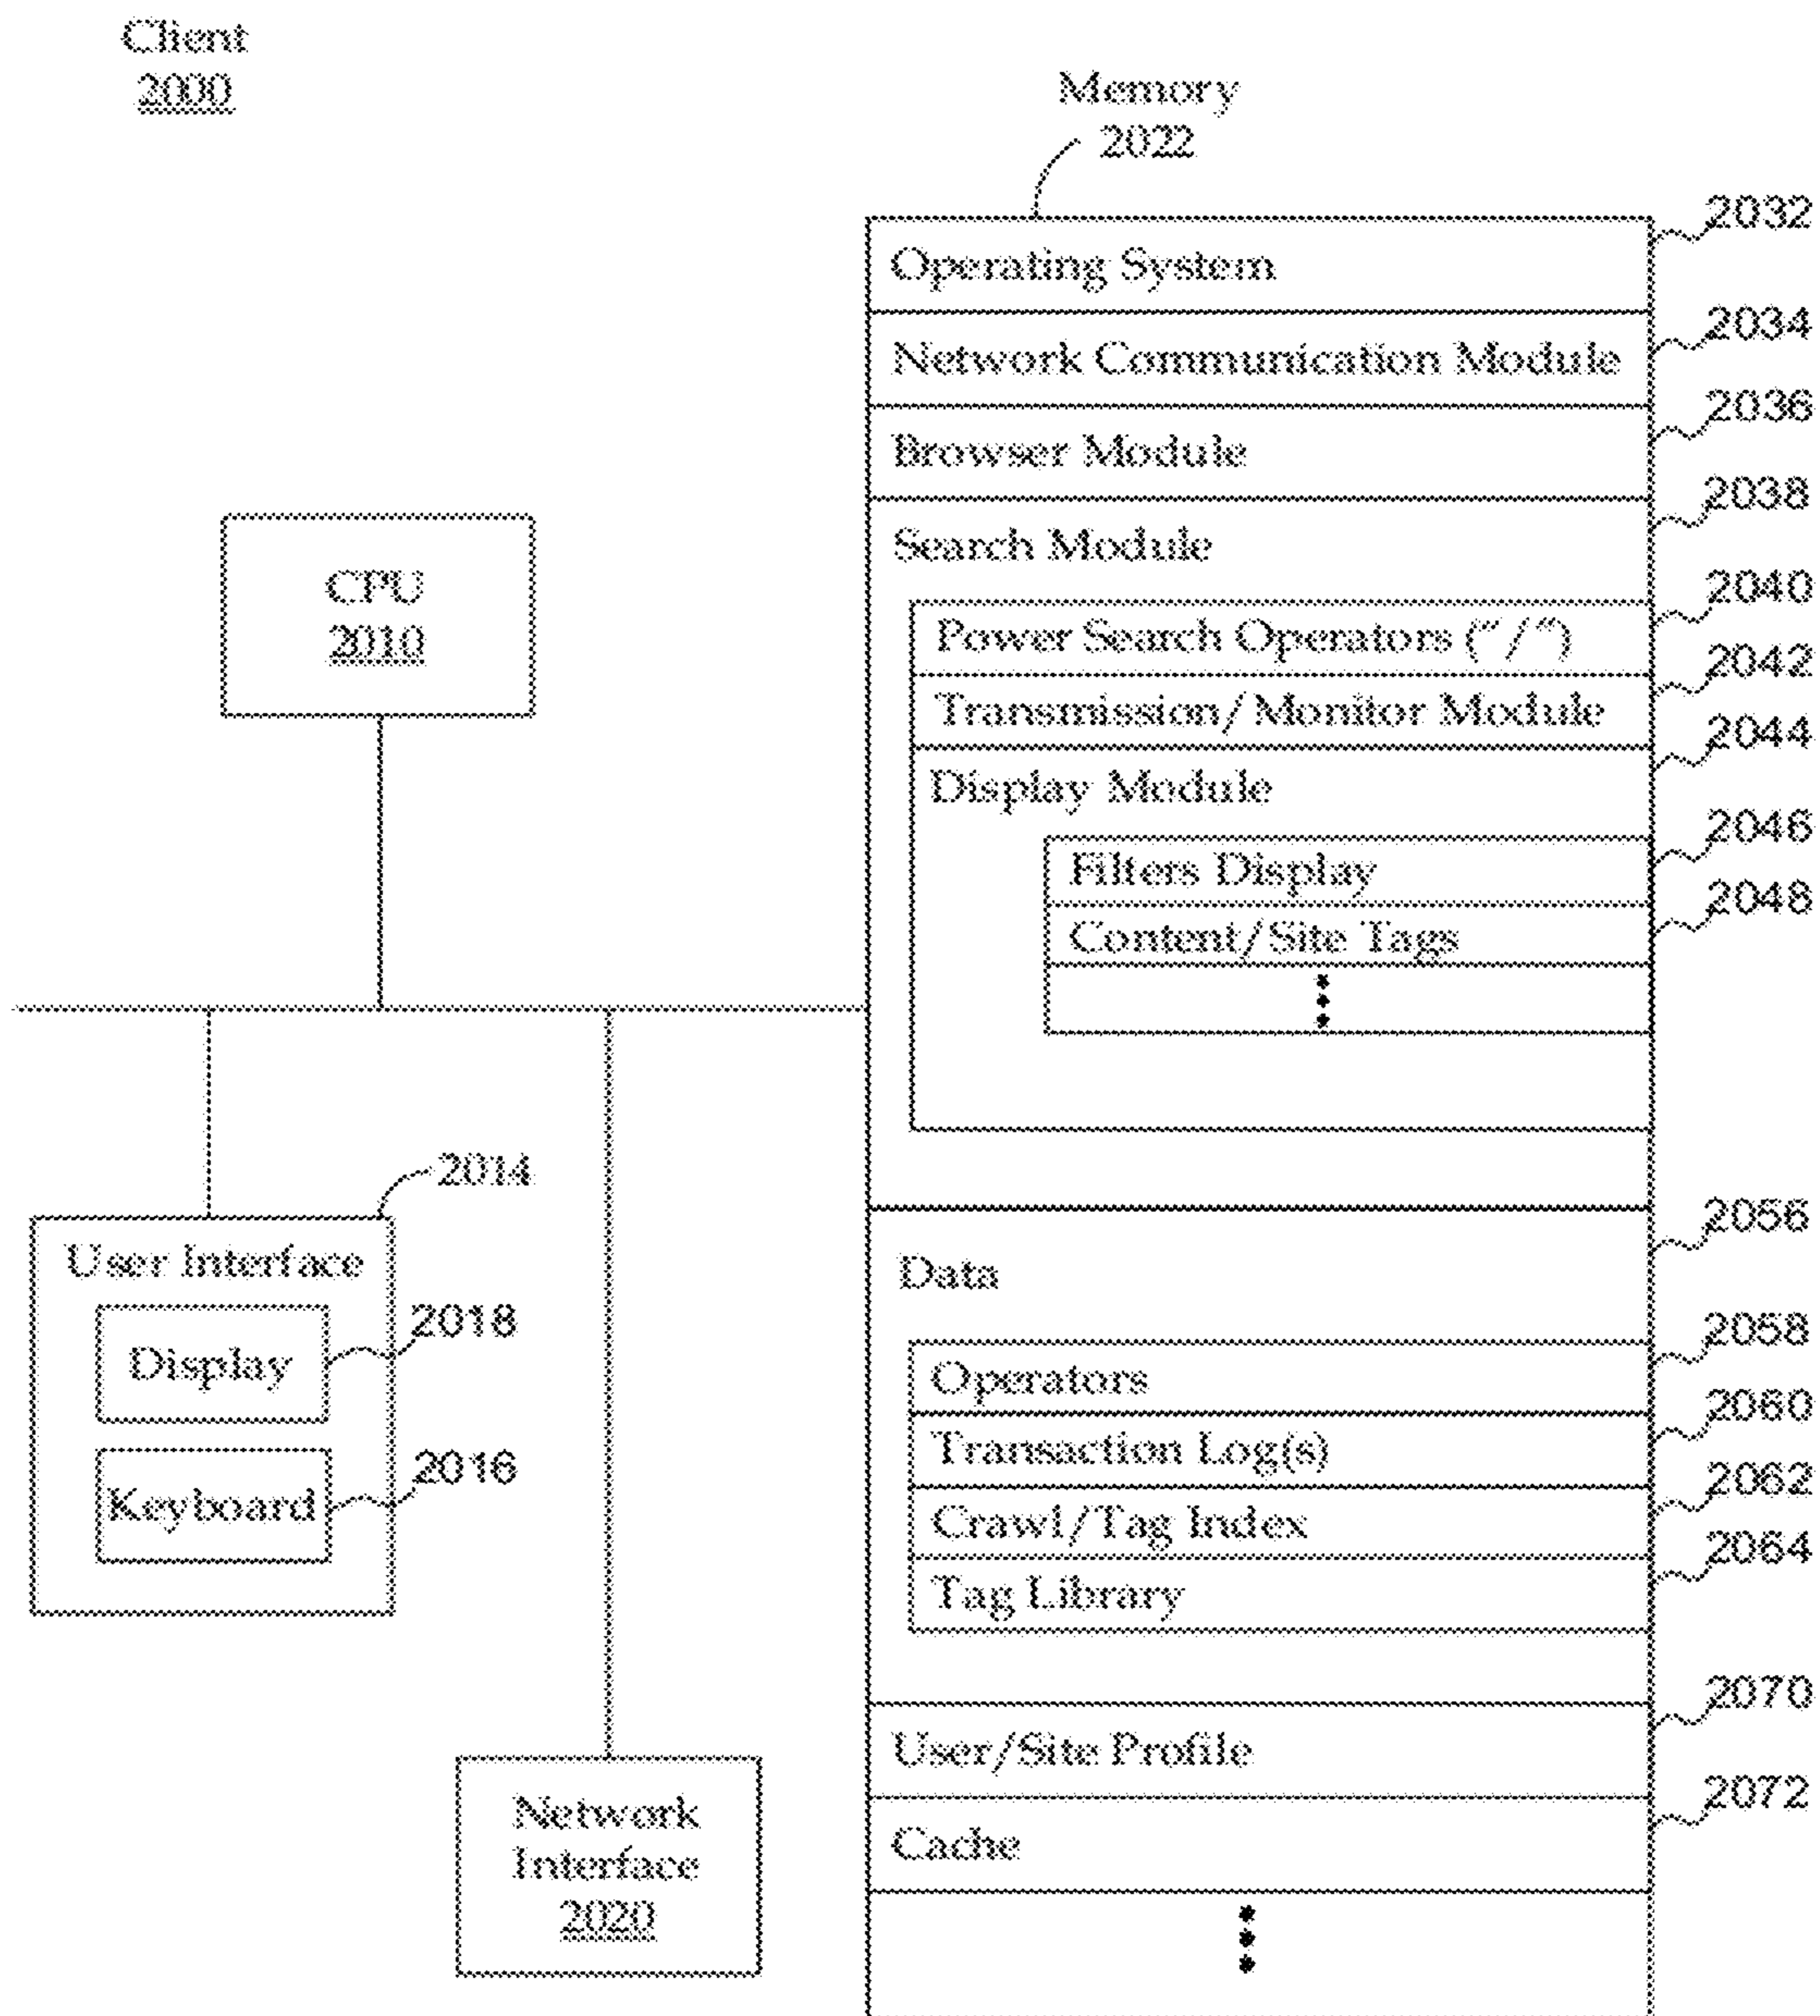 Client
2000
Memory
2022
Operating System
2032
Network Communication Module
2034
Browser Module
2036
Search Module
2038
Power Search Operators ("/")
2040
Transmission/Monitor Module
2042
Display Module
2044
Filters Display
2046
Content/Site Tags
2048
CPU
2010
2014
User Interface
Display
2018
Keyboard
2016
Network
Interface
2020
Data
2056
Operators
2058
Transaction Log(s)
2060
Crawl/Tag Index
2062
Tag Library
2064
User/Site Profile
2070
Cache
2072